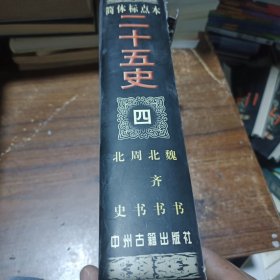 简体标点本
二十五史
四
魏书
北齐书
周书
北史
中州古籍出版社